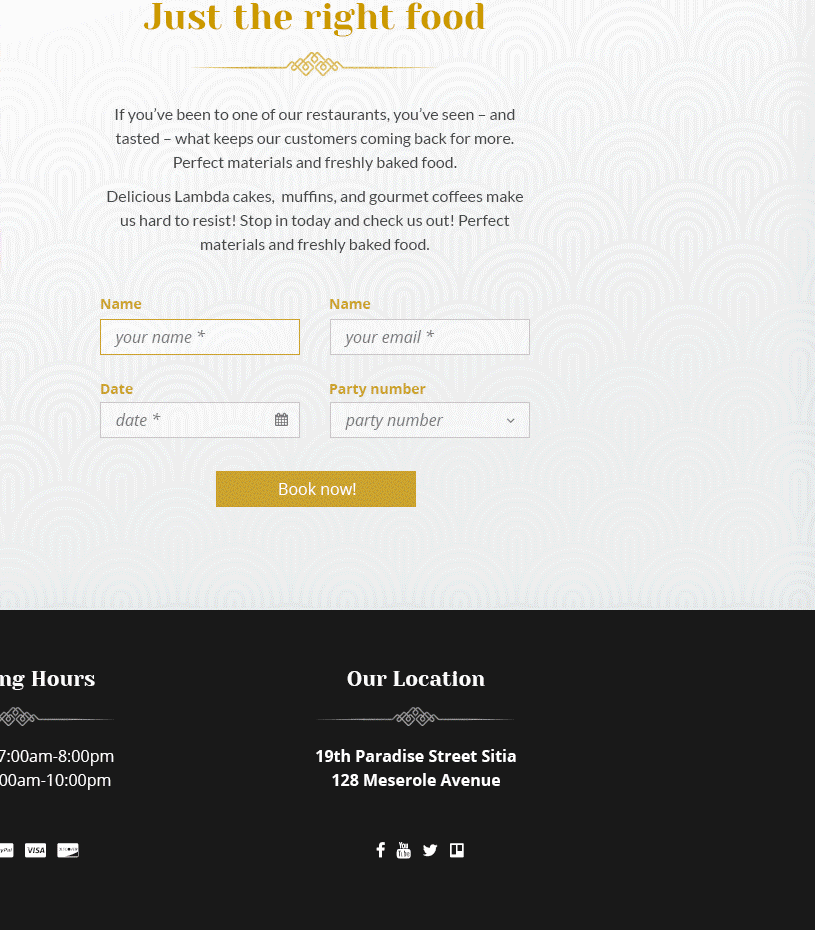 Just the right food
If you’ve been to one of our restaurants, you’ve seen – and
tasted – what keeps our customers coming back for more.
Perfect materials and freshly baked food.
Delicious Lambda cakes,  muffins, and gourmet coffees make
us hard to resist! Stop in today and check us out! Perfect
materials and freshly baked food.
Name Name
your name * your email *
Date Party number
date * party number
Book now!
ng Hours
7:00am-8:00pm
00am-10:00pm
VISA
Our Location
19th Paradise Street Sitia
128 Meserole Avenue
You
Tube